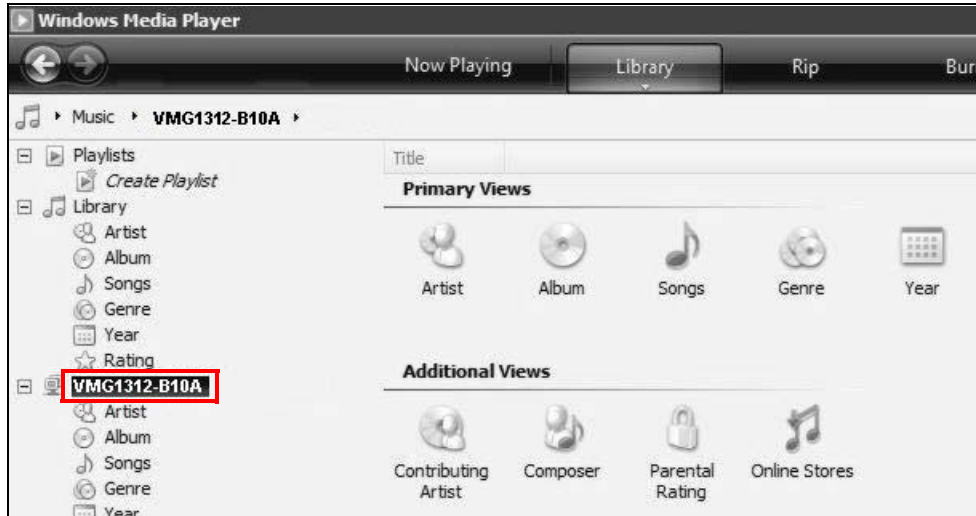 Windows Media Player
Now Playing
Library
Rip
Bur
Music
VMG1312-B10A
Playlists
Create Playlist
Library
Artist
Album
Songs
Genre
Year
Rating
VMG1312-B10A
Artist
Album
Songs
Genre
Year
Title
Primary Views
Artist
Album
Songs
Genre
Year
Additional Views
Contributing
Artist
Composer
Parental
Rating
Online Stores